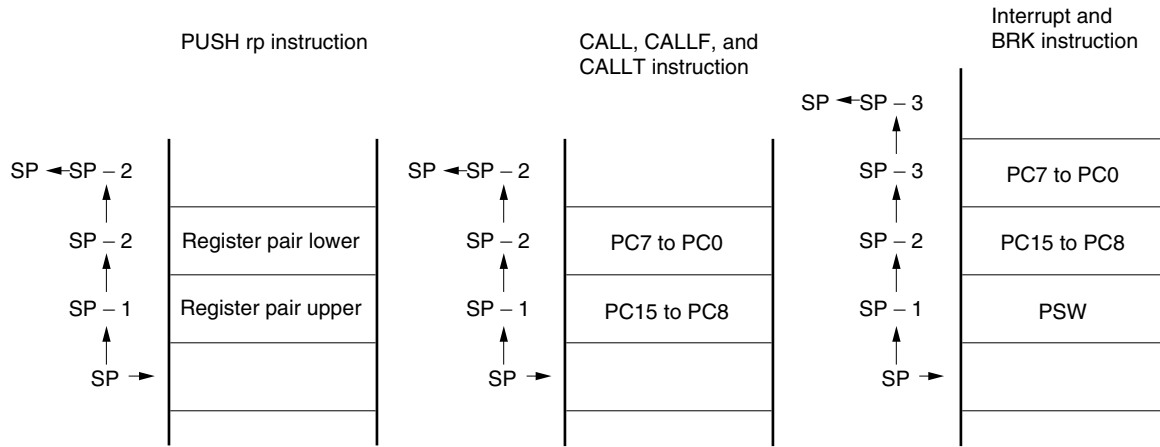 PUSH rp instruction
SP SP – 2
SP – 2
Register pair lower
SP – 1
Register pair upper
SP
CALL, CALLF, and
CALLT instruction
SP SP – 2
SP – 2
PC7 to PC0
SP – 1
PC15 to PC8
SP
Interrupt and
BRK instruction
SP SP – 3
SP – 3
PC7 to PC0
SP – 2
PC15 to PC8
SP – 1
PSW
SP